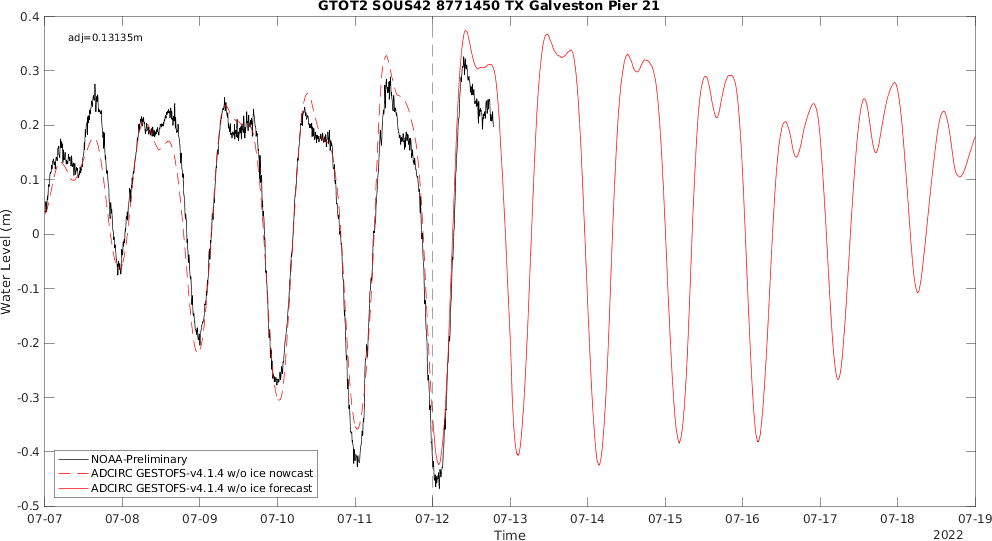 GTOT2 SOUS42 8771450 TX Galveston Pier 21
adj=0.13135m
0.4
0.3
0.2
0.1
0
-0.1
-0.2
-0.3
-0.4
-0.5
Water Level (m)
NOAA-Preliminary
ADCIRC GESTOFS-v4.1.4 w/o ice nowcast
ADCIRC GESTOFS-v4.1.4 w/o ice forecast
07-07 07-08 07-09 07-10 07-11 07-12 07-13 07-14 07-15 07-16 07-17 07-18 07-19
Time
2022